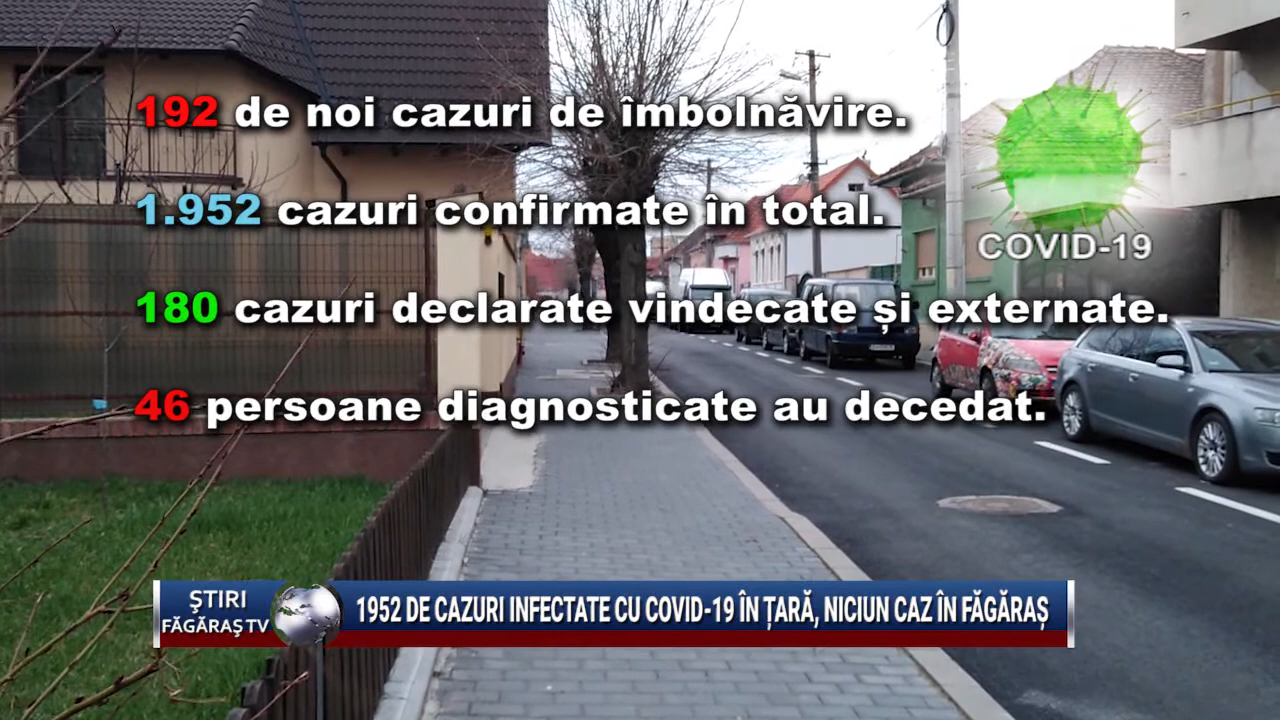 192 de noi cazuri de îmbolnăvire.
1.952 cazuri confirmate în total.
COVID-19
180 cazuri declarate vindecate și externate.
46 persoane diagnosticate au decedat.
ŞTIRI
FĂGĂRAŞ TV
1952 DE CAZURI INFECTATE CU COVID-19 ÎN ȚARĂ, NICIUN CAZ ÎN FĂGĂRAȘ